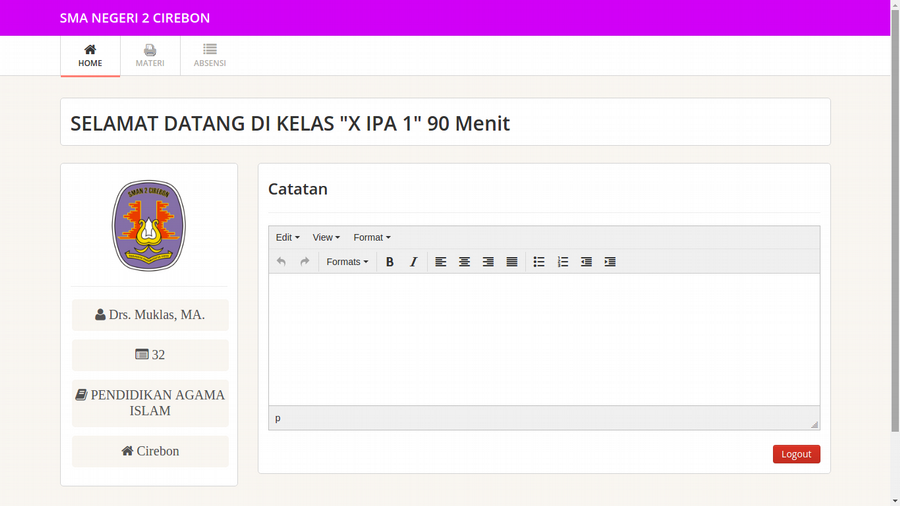 SMA NEGERI 2 CIREBON
HOME
MATERI
ABSENSI
SELAMAT DATANG DI KELAS "X IPA 1" 90 Menit
SMAN 2 CIREBON
Drs. Muklas, MA.
32
PENDIDIKAN AGAMA
ISLAM
Cirebon
Catatan
Edit View Format
Formats B I
p
Logout